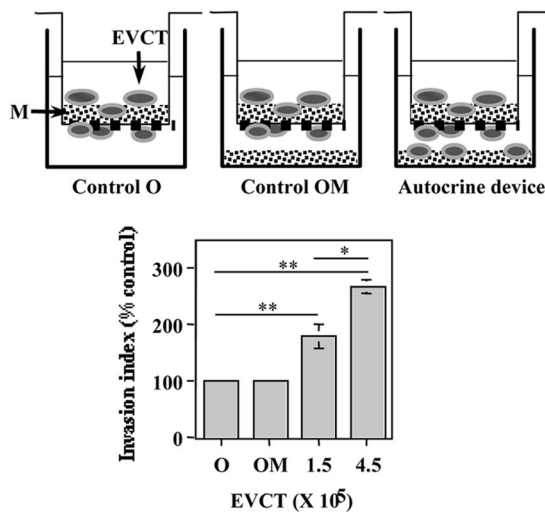 EVCT
M
Control O Control OM Autocrine device
Invasion index (% control)
**
*
**
300
200
100
0
O OM 1.5 4.5
EVCT (X 10⁵)